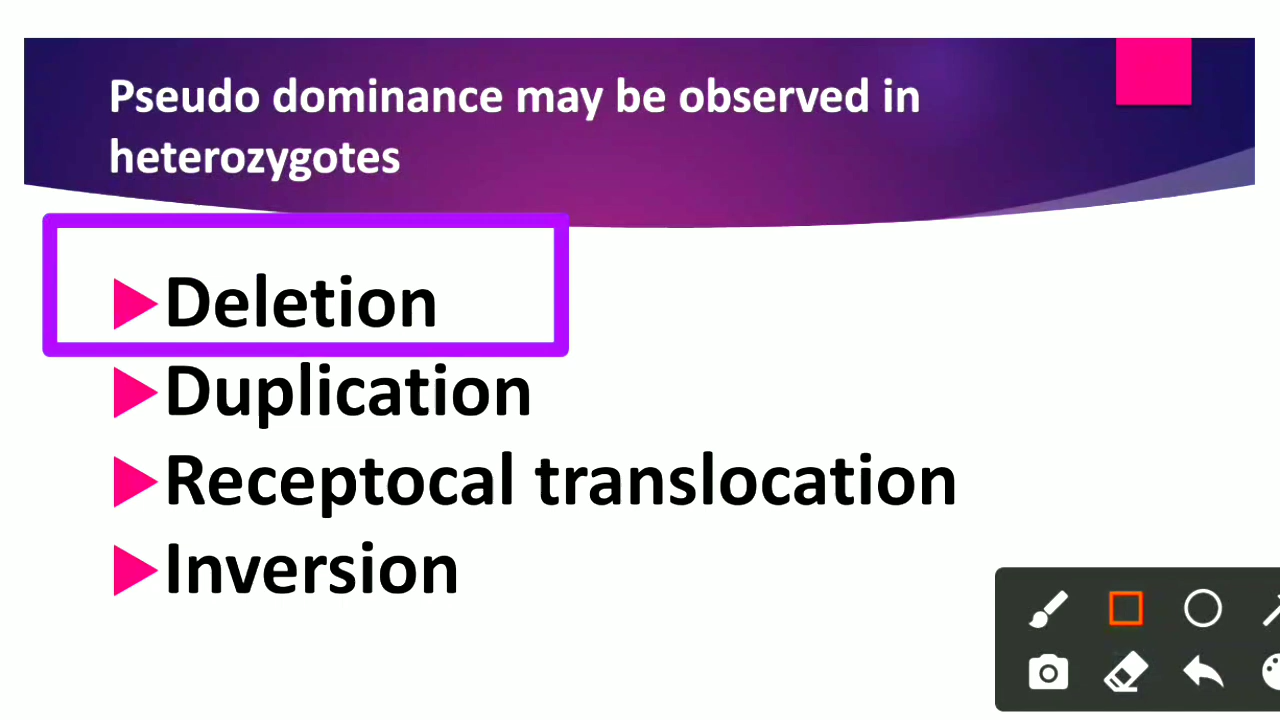 Pseudo dominance may be observed in
heterozygotes
Deletion
Duplication
Receptocal translocation
Inversion